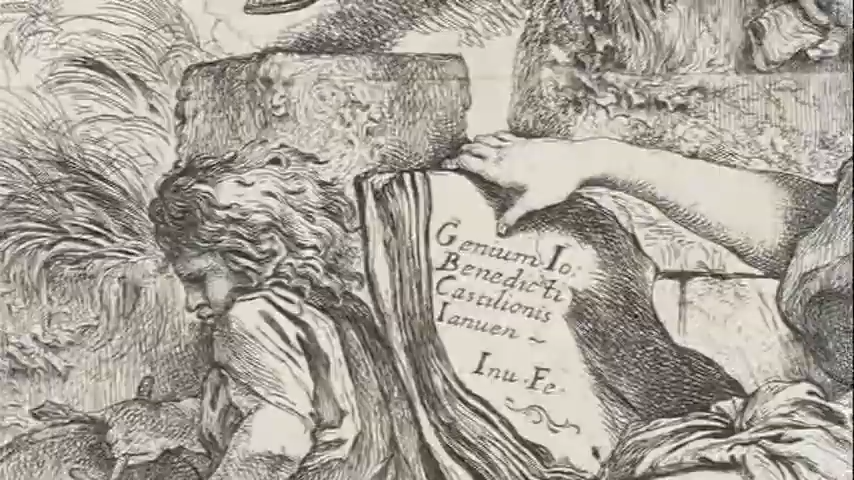 Genium Io:
Benedicti
Castilionis
Ianuen ~
Inu. Fe.